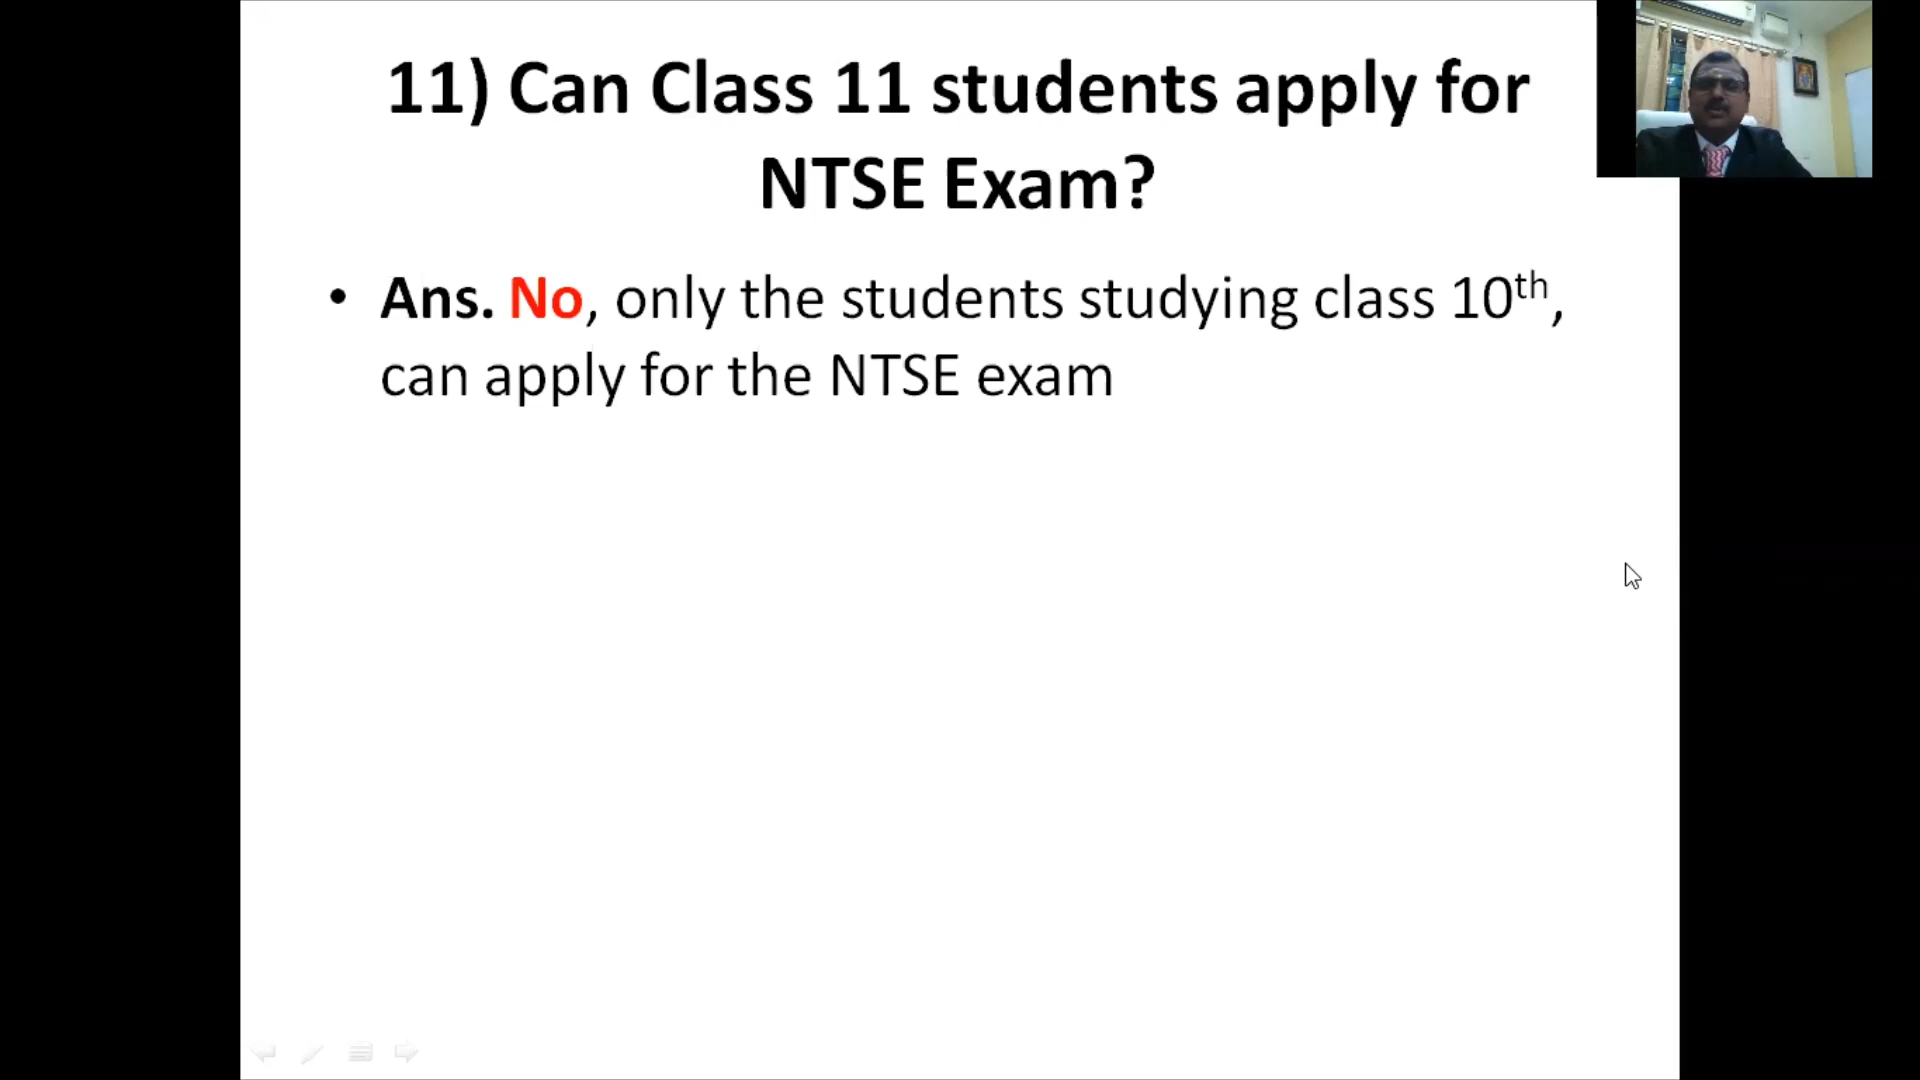 11) Can Class 11 students apply for
NTSE Exam?
• Ans. No, only the students studying class 10th,
can apply for the NTSE exam